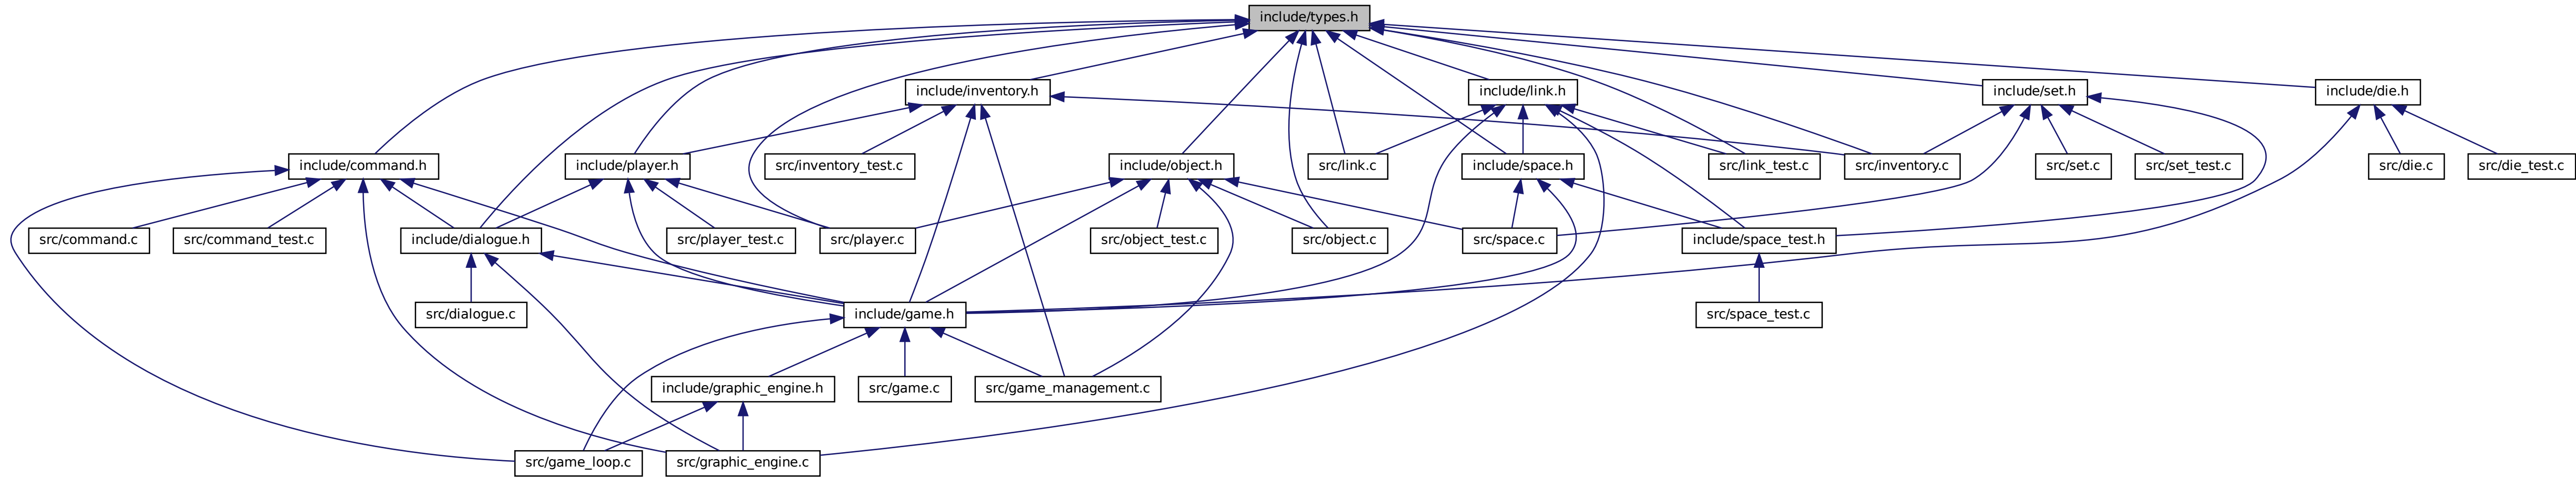 include/types.h
include/inventory.h
include/link.h
include/set.h
include/die.h
include/command.h
include/player.h
src/inventory_test.c
include/object.h
src/link.c
include/space.h
src/link_test.c
src/inventory.c
src/set.c
src/set_test.c
src/die.c
src/die_test.c
src/command.c
src/command_test.c
include/dialogue.h
src/player_test.c
src/player.c
src/object_test.c
src/object.c
src/space.c
include/space_test.h
src/dialogue.c
include/game.h
src/space_test.c
include/graphic_engine.h
src/game.c
src/game_management.c
src/game_loop.c
src/graphic_engine.c